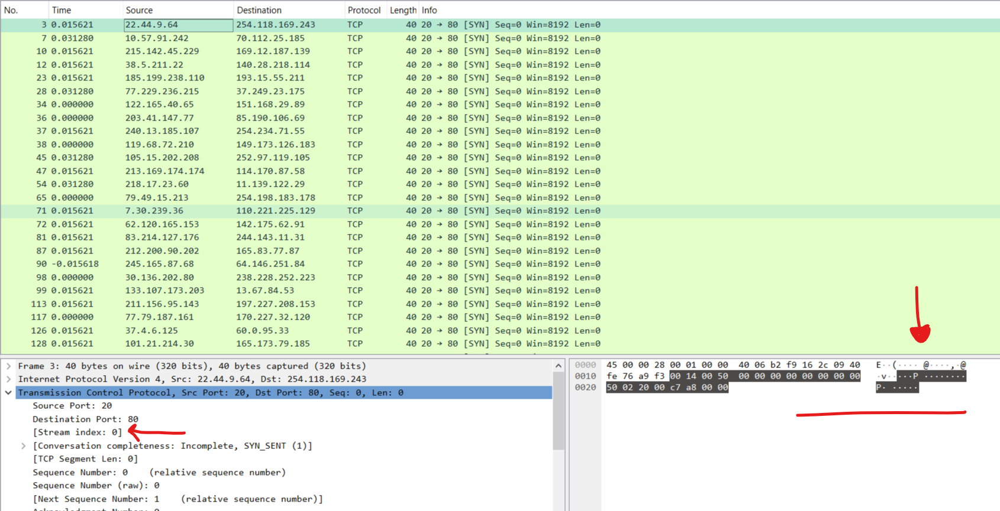 No. Time Source Destination Protocol Length Info
3 0.015621 22.44.9.64 254.118.169.243 TCP 40 20 → 80 [SYN] Seq=0 Win=8192 Len=0
7 0.031280 10.57.91.242 70.112.25.185 TCP 40 20 → 80 [SYN] Seq=0 Win=8192 Len=0
10 0.015621 215.142.45.229 169.12.187.139 TCP 40 20 → 80 [SYN] Seq=0 Win=8192 Len=0
12 0.015621 38.5.211.22 140.28.218.114 TCP 40 20 → 80 [SYN] Seq=0 Win=8192 Len=0
23 0.015621 185.199.238.110 193.15.55.211 TCP 40 20 → 80 [SYN] Seq=0 Win=8192 Len=0
28 0.031280 77.229.236.215 37.249.23.175 TCP 40 20 → 80 [SYN] Seq=0 Win=8192 Len=0
34 0.000000 122.165.40.65 151.168.29.89 TCP 40 20 → 80 [SYN] Seq=0 Win=8192 Len=0
36 0.000000 203.41.147.77 85.190.106.69 TCP 40 20 → 80 [SYN] Seq=0 Win=8192 Len=0
37 0.015621 240.13.185.107 254.234.71.55 TCP 40 20 → 80 [SYN] Seq=0 Win=8192 Len=0
38 0.000000 119.68.72.210 149.173.126.183 TCP 40 20 → 80 [SYN] Seq=0 Win=8192 Len=0
45 0.031280 105.15.202.208 252.97.119.105 TCP 40 20 → 80 [SYN] Seq=0 Win=8192 Len=0
47 0.015621 213.169.174.174 114.170.87.58 TCP 40 20 → 80 [SYN] Seq=0 Win=8192 Len=0
54 0.031280 218.17.23.60 11.139.122.29 TCP 40 20 → 80 [SYN] Seq=0 Win=8192 Len=0
65 0.000000 79.49.15.213 254.198.183.178 TCP 40 20 → 80 [SYN] Seq=0 Win=8192 Len=0
71 0.015621 7.30.239.36 110.221.225.129 TCP 40 20 → 80 [SYN] Seq=0 Win=8192 Len=0
72 0.015621 62.120.165.153 142.175.62.91 TCP 40 20 → 80 [SYN] Seq=0 Win=8192 Len=0
81 0.015621 83.214.127.176 244.143.11.31 TCP 40 20 → 80 [SYN] Seq=0 Win=8192 Len=0
87 0.015621 212.200.90.202 165.83.77.87 TCP 40 20 → 80 [SYN] Seq=0 Win=8192 Len=0
90 -0.015618 245.165.87.68 64.146.251.84 TCP 40 20 → 80 [SYN] Seq=0 Win=8192 Len=0
98 0.000000 30.136.202.80 238.228.252.223 TCP 40 20 → 80 [SYN] Seq=0 Win=8192 Len=0
99 0.015621 133.107.173.203 13.67.84.53 TCP 40 20 → 80 [SYN] Seq=0 Win=8192 Len=0
113 0.015621 211.156.95.143 197.227.208.153 TCP 40 20 → 80 [SYN] Seq=0 Win=8192 Len=0
117 0.000000 77.79.187.161 170.227.32.120 TCP 40 20 → 80 [SYN] Seq=0 Win=8192 Len=0
126 0.015621 37.4.6.125 60.0.95.33 TCP 40 20 → 80 [SYN] Seq=0 Win=8192 Len=0
128 0.015621 101.21.214.30 165.173.79.185 TCP 40 20 → 80 [SYN] Seq=0 Win=8192 Len=0
Frame 3: 40 bytes on wire (320 bits), 40 bytes captured (320 bits)
Internet Protocol Version 4, Src: 22.44.9.64, Dst: 254.118.169.243
Transmission Control Protocol, Src Port: 20, Dst Port: 80, Seq: 0, Len: 0
Source Port: 20
Destination Port: 80
[Stream index: 0]
[Conversation completeness: Incomplete, SYN_SENT (1)]
[TCP Segment Len: 0]
Sequence Number: 0 (relative sequence number)
Sequence Number (raw): 0
[Next Sequence Number: 1 (relative sequence number)]
0000 45 00 00 28 00 01 00 00 40 06 b2 f9 16 2c 09 40 E··(···· @····,·@
0010 fe 76 a9 f3 00 14 00 50 00 00 00 00 00 00 00 00 ·v·····P ········
0020 50 02 20 00 c7 a8 00 00 P· ·····